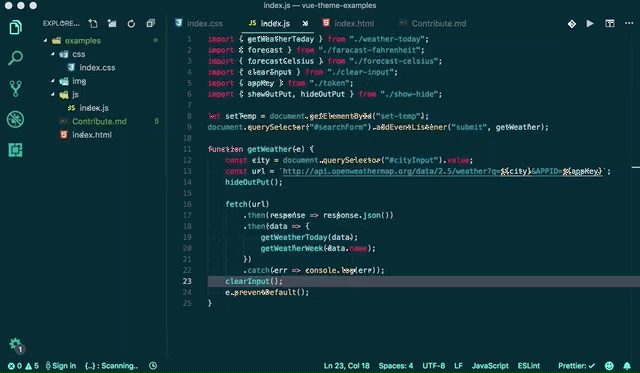 index.js — vue-theme-examples
EXPLORE...
index.css
index.js
index.html
Contribute.md
examples
css
index.css
img
js
JS index.js
Contribute.md
index.html
1 import { getWeatherToday } from "./weather-today";
2 import { forecast } from "./faracast-fahrenheit";
3 import { forecastCelsius } from "./forecast-celsius";
4 import { clearInput } from "./clear-input";
5 import { appKey } from "./token";
6 import { showOutPut, hideOutPut } from "./show-hide";
7
8 let setTemp = document.getElementById("set-temp");
9 document.querySelector("#searchForm").addEventListener("submit", getWeather);
10
11 function getWeather(e) {
12 const city = document.querySelector("#cityInput").value;
13 const url = `http://api.openweathermap.org/data/2.5/weather?q=${city}&APPID=${appKey}`;
14 hideOutPut();
15
16 fetch(url)
17 .then(response => response.json())
18 .then(data => {
19 getWeatherToday(data);
20 getWeatherWeek(data.name);
21 })
22 .catch(err => console.log(err));
23 clearInput();
24 e.preventDefault();
25 }
1
0 5 Sign in {..} : Scanning.. Ln 23, Col 18 Spaces: 4 UTF-8 LF JavaScript ESLint Prettier: ✓